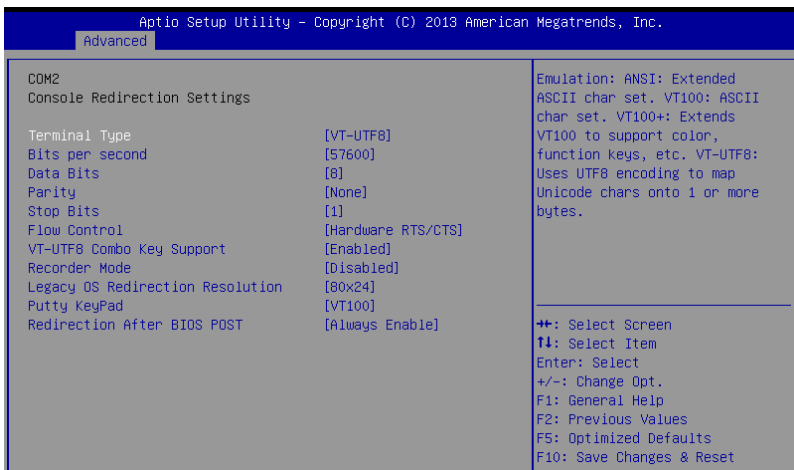 Aptio Setup Utility – Copyright (C) 2013 American Megatrends, Inc.
Advanced
COM2
Console Redirection Settings
Terminal Type [VT-UTF8]
Bits per second [57600]
Data Bits [8]
Parity [None]
Stop Bits [1]
Flow Control [Hardware RTS/CTS]
VT-UTF8 Combo Key Support [Enabled]
Recorder Mode [Disabled]
Legacy OS Redirection Resolution [80x24]
Putty KeyPad [VT100]
Redirection After BIOS POST [Always Enable]
Emulation: ANSI: Extended
ASCII char set. VT100: ASCII
char set. VT100+: Extends
VT100 to support color,
function keys, etc. VT-UTF8:
Uses UTF8 encoding to map
Unicode chars onto 1 or more
bytes.
→←: Select Screen
↑↓: Select Item
Enter: Select
+/-: Change Opt.
F1: General Help
F2: Previous Values
F5: Optimized Defaults
F10: Save Changes & Reset